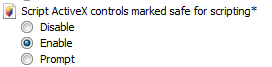 Script ActiveX controls marked safe for scripting*
Disable
Enable
Prompt